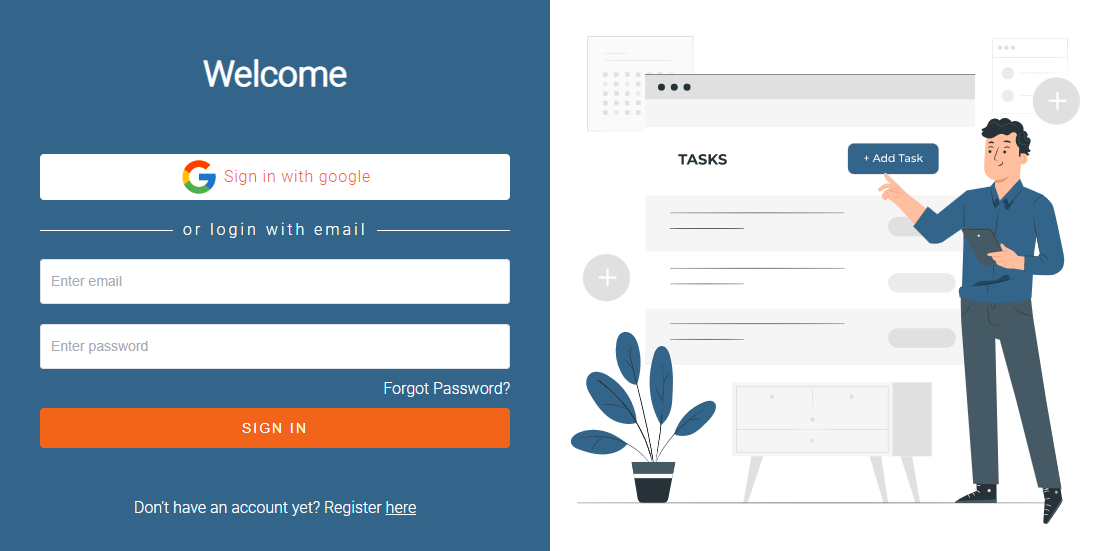 Welcome
Sign in with google
or login with email
Enter email
Enter password
Forgot Password?
SIGN IN
Don't have an account yet? Register here
TASKS
+ Add Task